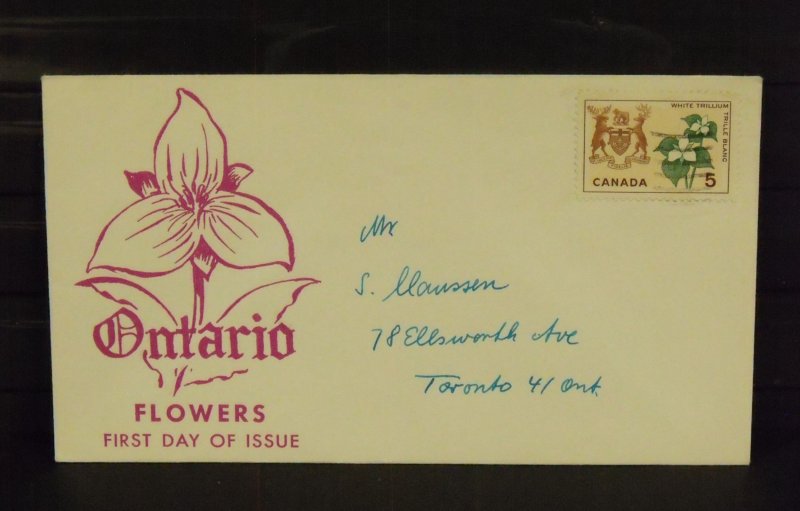 WHITE TRILLIUM
TRILLE BLANC
CANADA 5
Mr
S. Claussen
78 Ellsworth Ave
Toronto 41 Ont.
Ontario
FLOWERS
FIRST DAY OF ISSUE